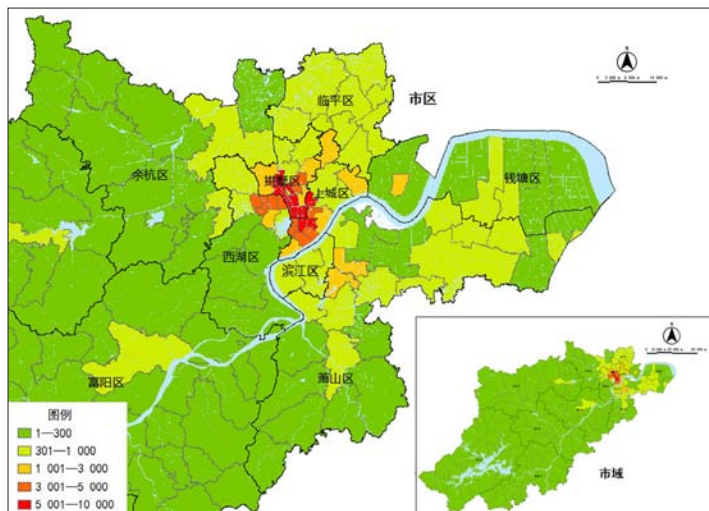 临平区
市区
余杭区
拱墅区
上城区
钱塘区
西湖区
滨江区
富阳区
萧山区
图例
1—300
301—1 000
1 001—3 000
3 001—5 000
5 001—10 000
N
N
市域